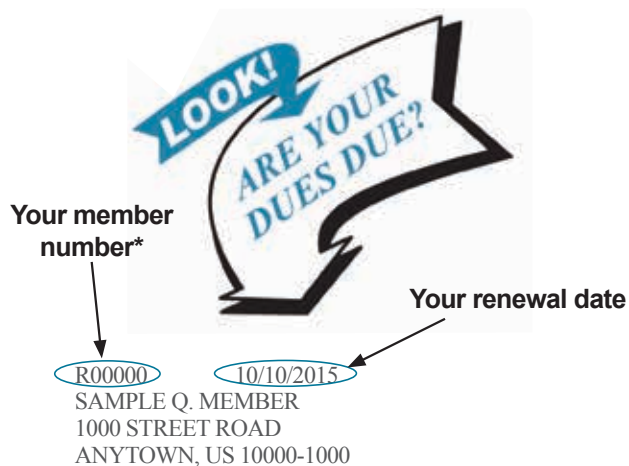 LOOK!
ARE YOUR
DUES DUE?
Your member
number*
Your renewal date
R00000 10/10/2015
SAMPLE Q. MEMBER
1000 STREET ROAD
ANYTOWN, US 10000-1000